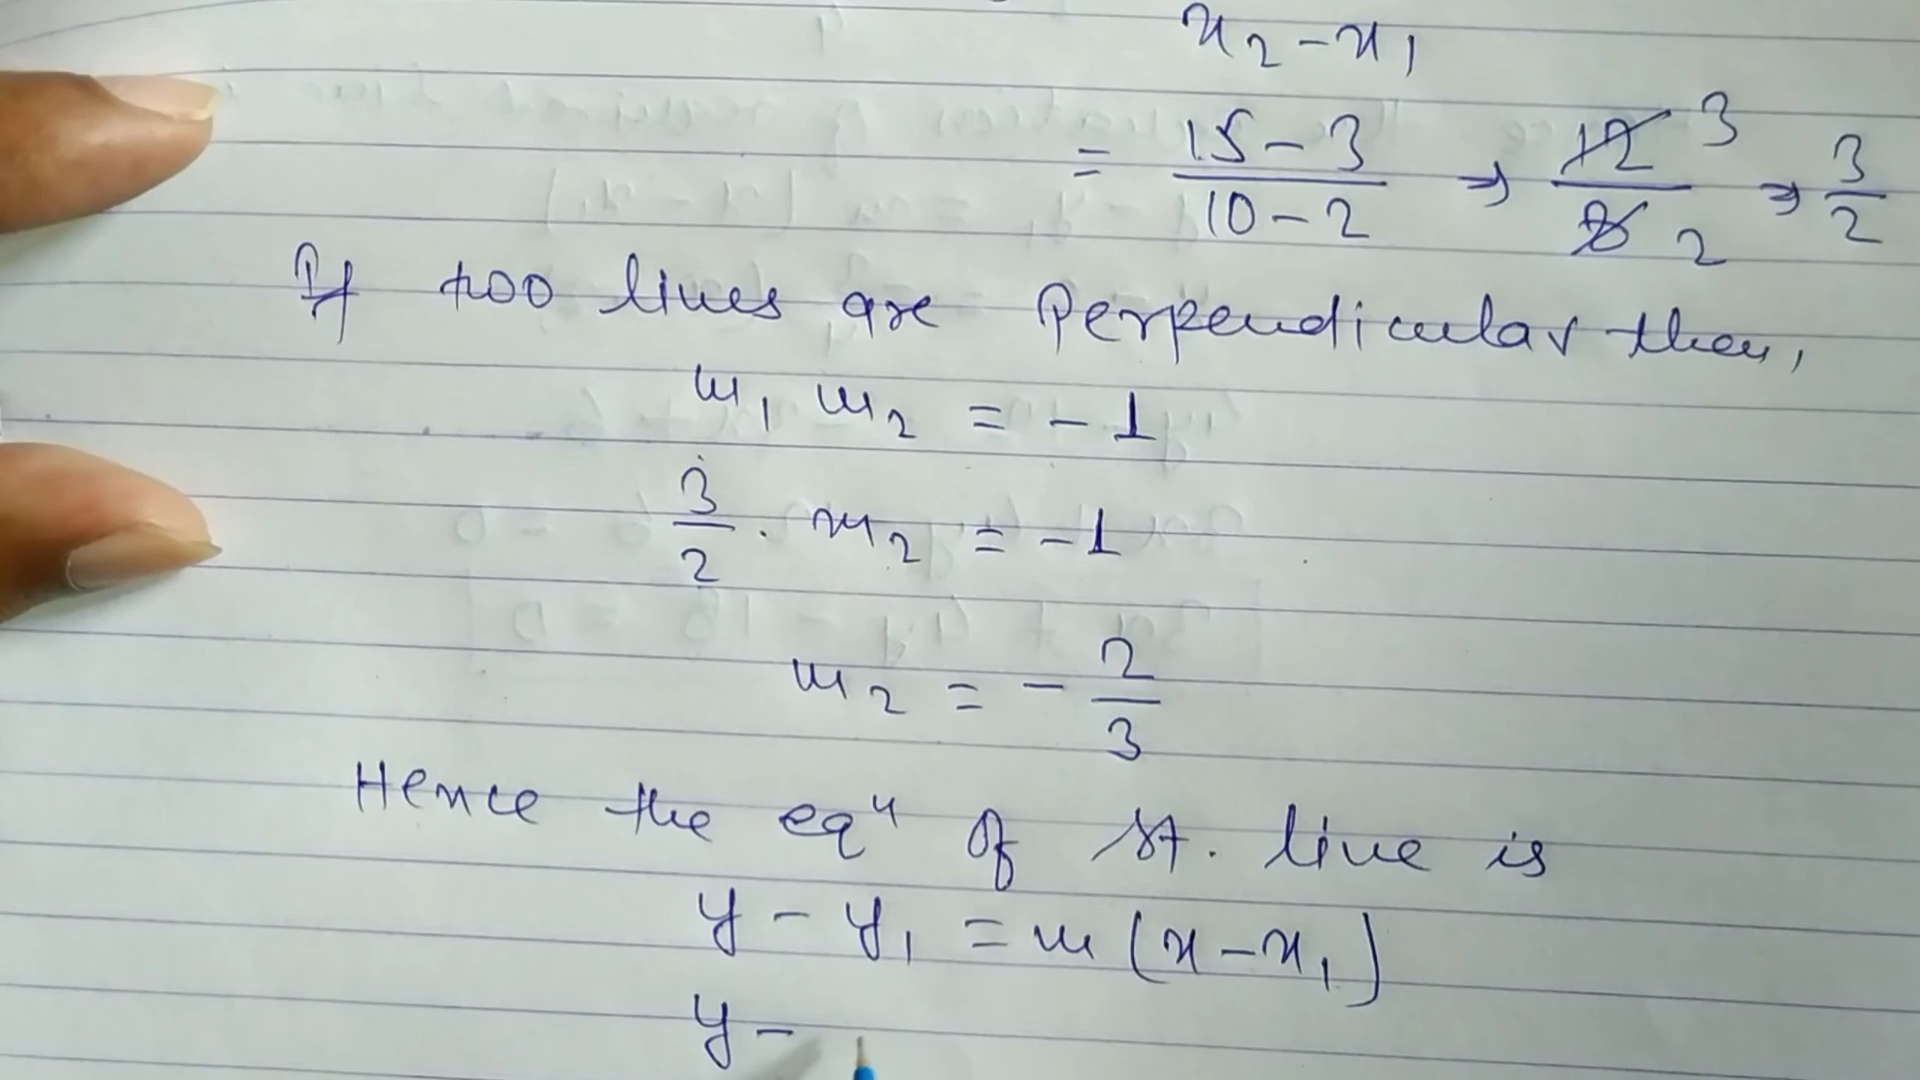 x₂ - x₁
= 15 - 3 / 10 - 2 ⇒ 12 3 / 8 2 ⇒ 3/2
If two lines are Perpendicular then,
m₁ m₂ = - 1
3/2 . m₂ = - 1
m₂ = - 2/3
Hence the eqⁿ of st. line is
y - y₁ = m (x - x₁)
y -